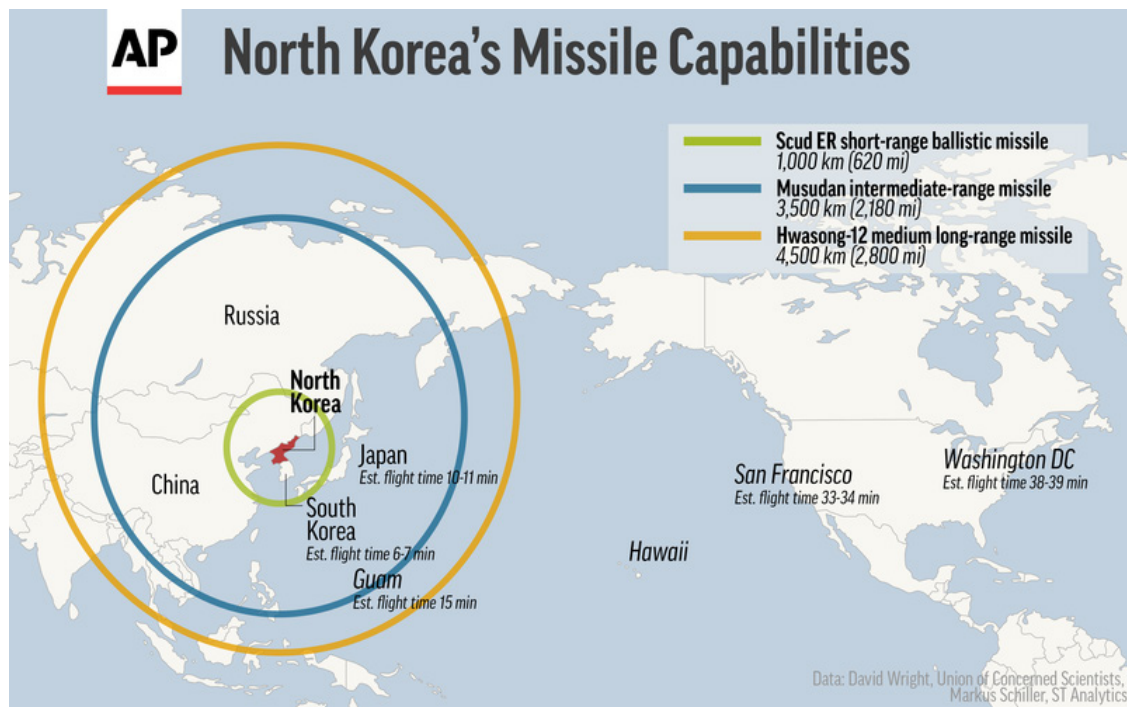 AP
North Korea's Missile Capabilities
Scud ER short-range ballistic missile
1,000 km (620 mi)
Musudan intermediate-range missile
3,500 km (2,180 mi)
Hwasong-12 medium long-range missile
4,500 km (2,800 mi)
Russia
North
Korea
Japan
Est. flight time 10-11 min
China
South
Korea
Est. flight time 6-7 min
Guam
Est. flight time 15 min
Hawaii
San Francisco
Est. flight time 33-34 min
Washington DC
Est. flight time 38-39 min
Data: David Wright, Union of Concerned Scientists,
Markus Schiller, ST Analytics